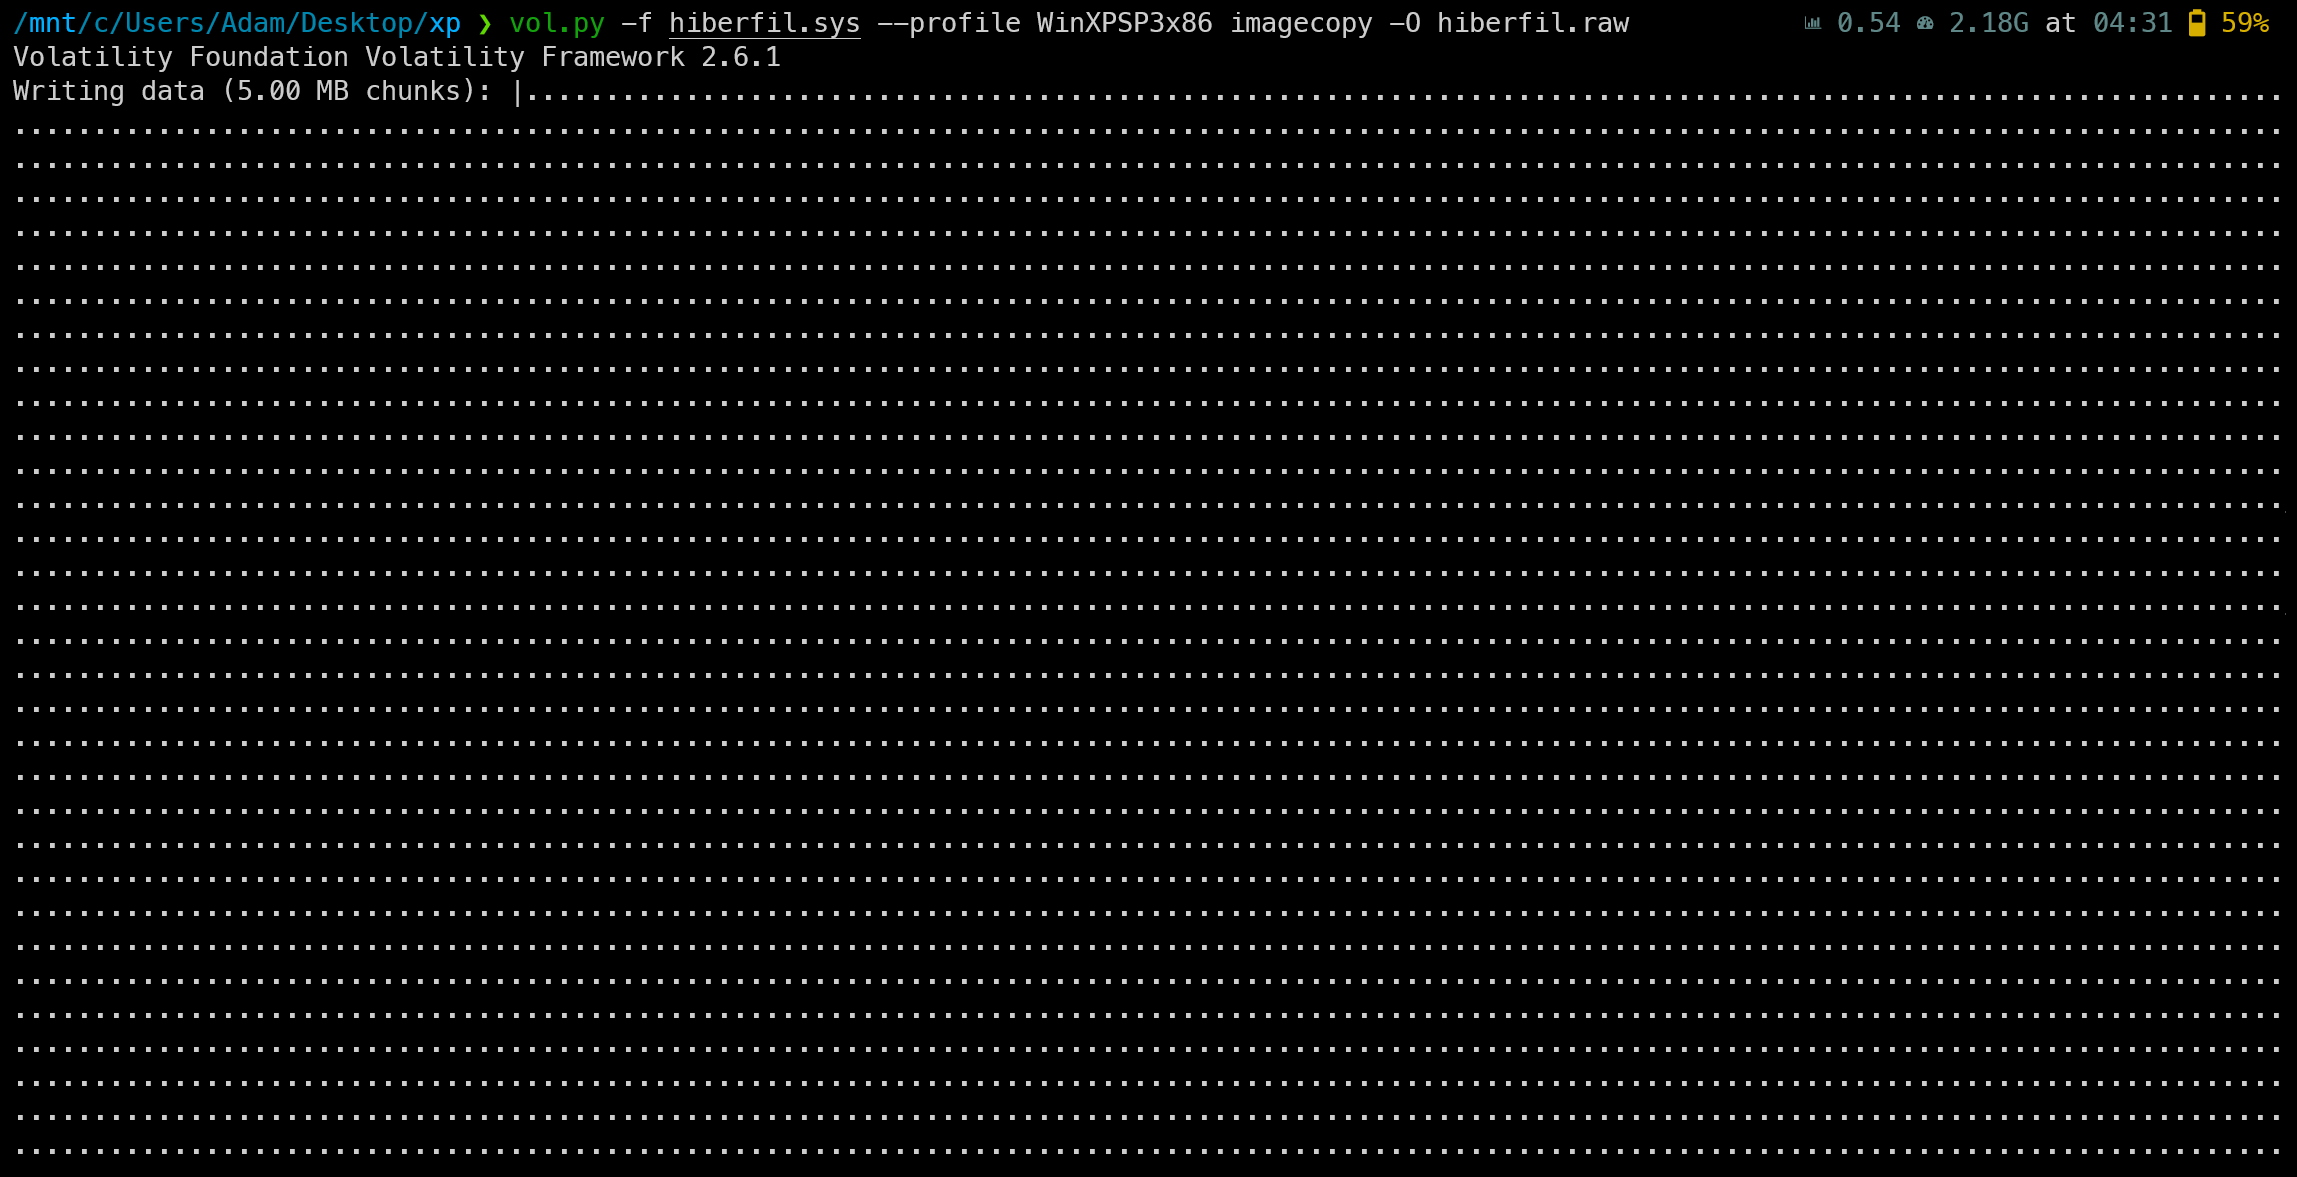 /mnt/c/Users/Adam/Desktop/xp ❯ vol.py -f hiberfil.sys --profile WinXPSP3x86 imagecopy -O hiberfil.raw 0.54 2.18G at 04:31 59%
Volatility Foundation Volatility Framework 2.6.1
Writing data (5.00 MB chunks): |..............................................................................................................